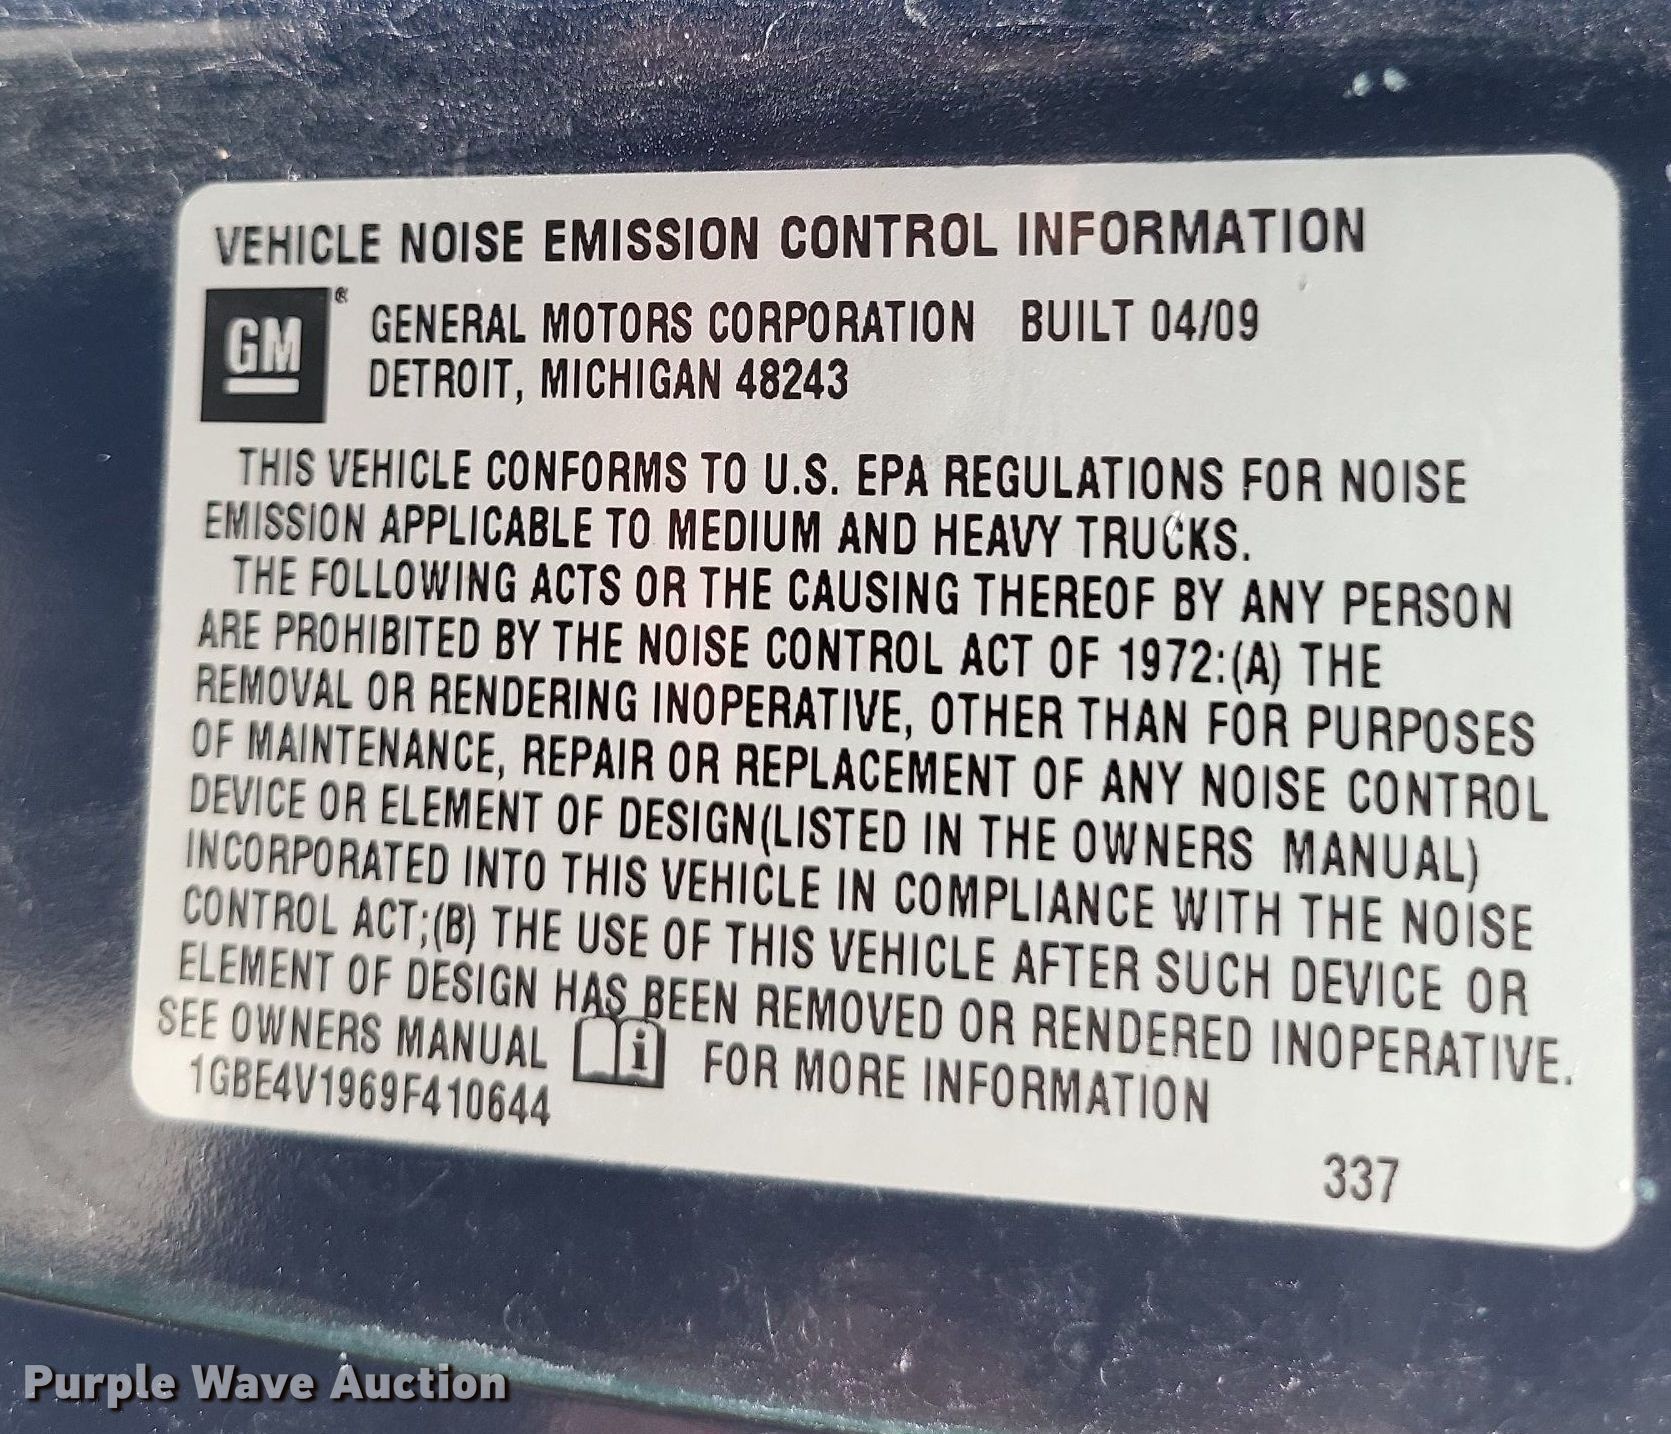 VEHICLE NOISE EMISSION CONTROL INFORMATION
GM®
GENERAL MOTORS CORPORATION BUILT 04/09
DETROIT, MICHIGAN 48243
THIS VEHICLE CONFORMS TO U.S. EPA REGULATIONS FOR NOISE
EMISSION APPLICABLE TO MEDIUM AND HEAVY TRUCKS.
THE FOLLOWING ACTS OR THE CAUSING THEREOF BY ANY PERSON
ARE PROHIBITED BY THE NOISE CONTROL ACT OF 1972:(A) THE
REMOVAL OR RENDERING INOPERATIVE, OTHER THAN FOR PURPOSES
OF MAINTENANCE, REPAIR OR REPLACEMENT OF ANY NOISE CONTROL
DEVICE OR ELEMENT OF DESIGN(LISTED IN THE OWNERS MANUAL)
INCORPORATED INTO THIS VEHICLE IN COMPLIANCE WITH THE NOISE
CONTROL ACT;(B) THE USE OF THIS VEHICLE AFTER SUCH DEVICE OR
ELEMENT OF DESIGN HAS BEEN REMOVED OR RENDERED INOPERATIVE.
SEE OWNERS MANUAL i FOR MORE INFORMATION
1GBE4V1969F410644
337
Purple Wave Auction